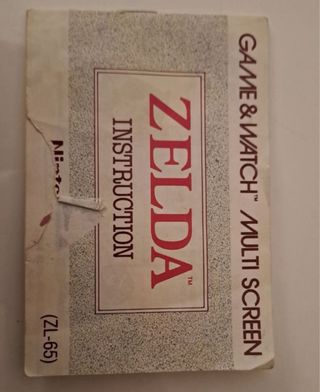 GAME & WATCH™ MULTI SCREEN
ZELDA™
INSTRUCTION
(ZL-65)